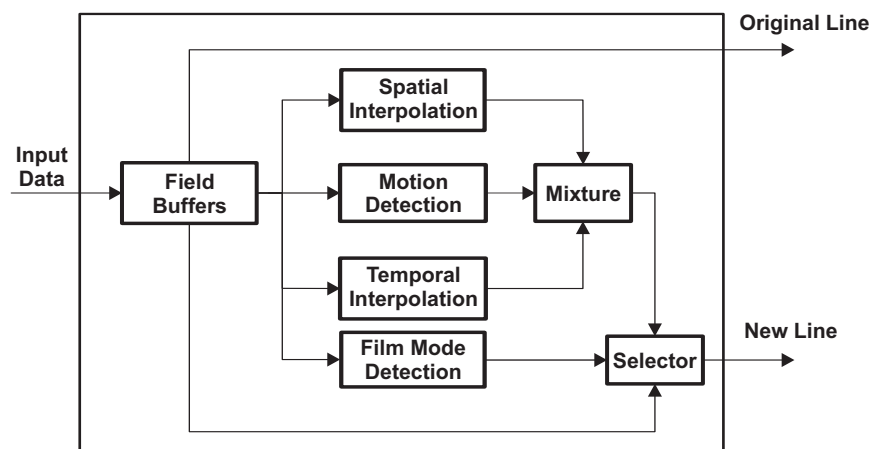 Original Line
Spatial
Interpolation
Input
Data
Field
Buffers
Motion
Detection
Mixture
Temporal
Interpolation
Film Mode
Detection
Selector
New Line